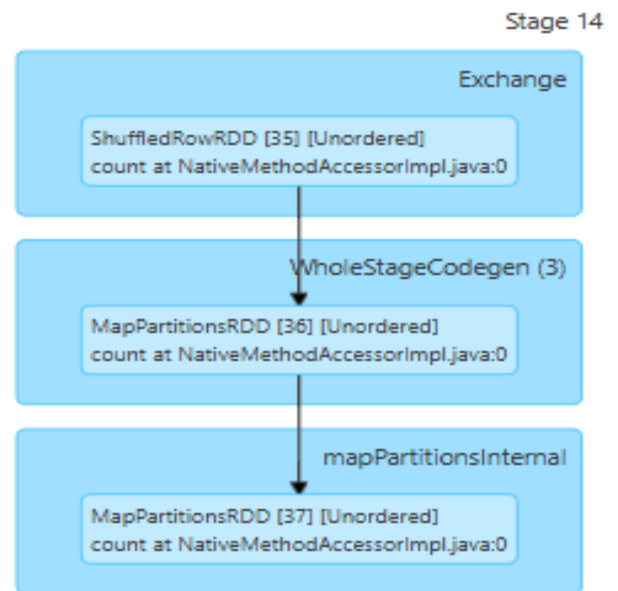 Stage 14
Exchange
ShuffledRowRDD [35] [Unordered]
count at NativeMethodAccessorImpl.java:0
WholeStageCodegen (3)
MapPartitionsRDD [36] [Unordered]
count at NativeMethodAccessorImpl.java:0
mapPartitionsInternal
MapPartitionsRDD [37] [Unordered]
count at NativeMethodAccessorImpl.java:0